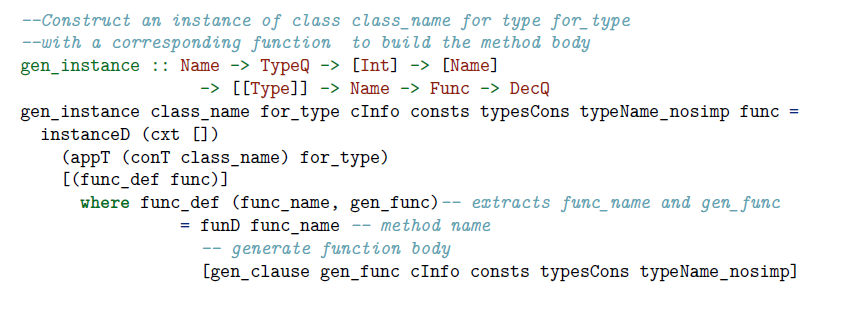 --Construct an instance of class class_name for type for_type
--with a corresponding function  to build the method body
gen_instance :: Name -> TypeQ -> [Int] -> [Name]
                 -> [[Type]] -> Name -> Func -> DecQ
gen_instance class_name for_type cInfo consts typesCons typeName_nosimp func =
  instanceD (cxt [])
    (appT (conT class_name) for_type)
    [(func_def func)]
      where func_def (func_name, gen_func)-- extracts func_name and gen_func
               = funD func_name -- method name
                 -- generate function body
                 [gen_clause gen_func cInfo consts typesCons typeName_nosimp]